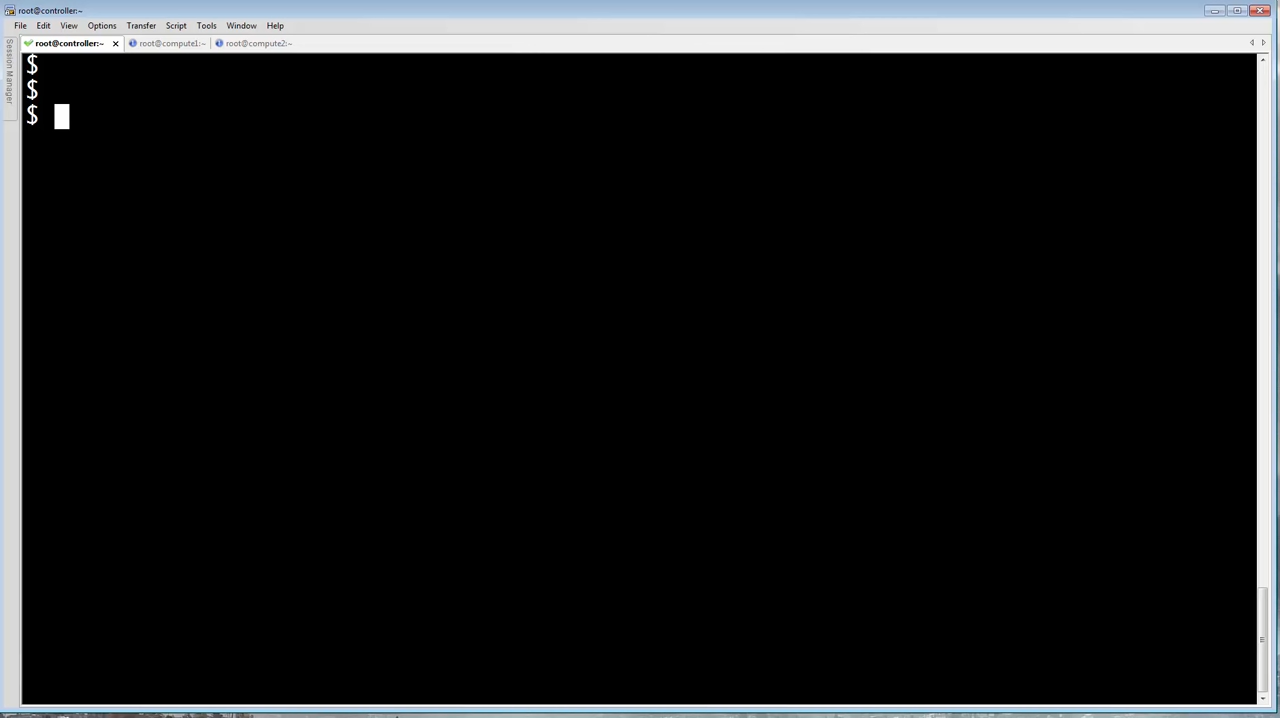 root@controller:~
File Edit View Options Transfer Script Tools Window Help
root@controller:~ root@compute1:~ root@compute2:~
Session Manager
$
$
$